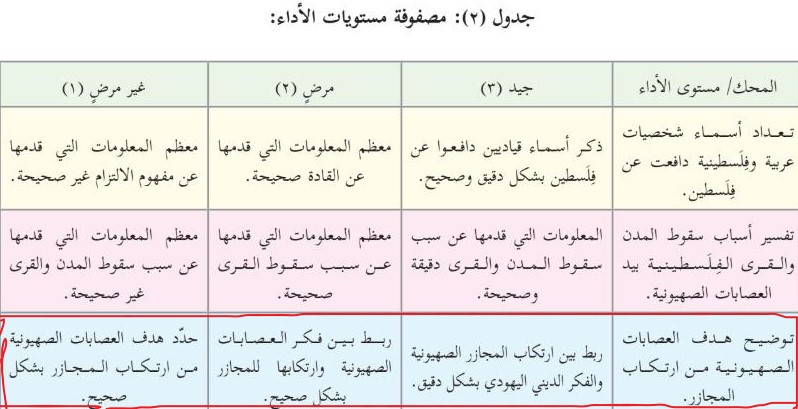 جدول (٢): مصفوفة مستويات الأداء:
المحك/ مستوى الأداء
جيد (٣)
مرضٍ (٢)
غير مرضٍ (١)
تعداد أسماء شخصيات
عربية وفِلَسطينية دافعت عن
فِلَسطين.
ذكر أسماء قياديين دافعوا عن
فِلَسطين بشكل دقيق وصحيح.
معظم المعلومات التي قدمها
عن القادة صحيحة.
معظم المعلومات التي قدمها
عن مفهوم الالتزام غير صحيحة.
تفسير أسباب سقوط المدن
والقرى الفِلَسطينية بيد
العصابات الصهيونية.
المعلومات التي قدمها عن سبب
سقوط المدن والقرى دقيقة
وصحيحة.
معظم المعلومات التي قدمها
عن سبب سقوط القرى
صحيحة.
معظم المعلومات التي قدمها
عن سبب سقوط المدن والقرى
غير صحيحة.
توضيح هدف العصابات
الصهيونية من ارتكاب
المجازر.
ربط بين ارتكاب المجازر الصهيونية
والفكر الديني اليهودي بشكل دقيق.
ربط بين فكر العصابات
الصهيونية وارتكابها للمجازر
بشكل صحيح.
حدّد هدف العصابات الصهيونية
من ارتكاب المجازر بشكل
صحيح.